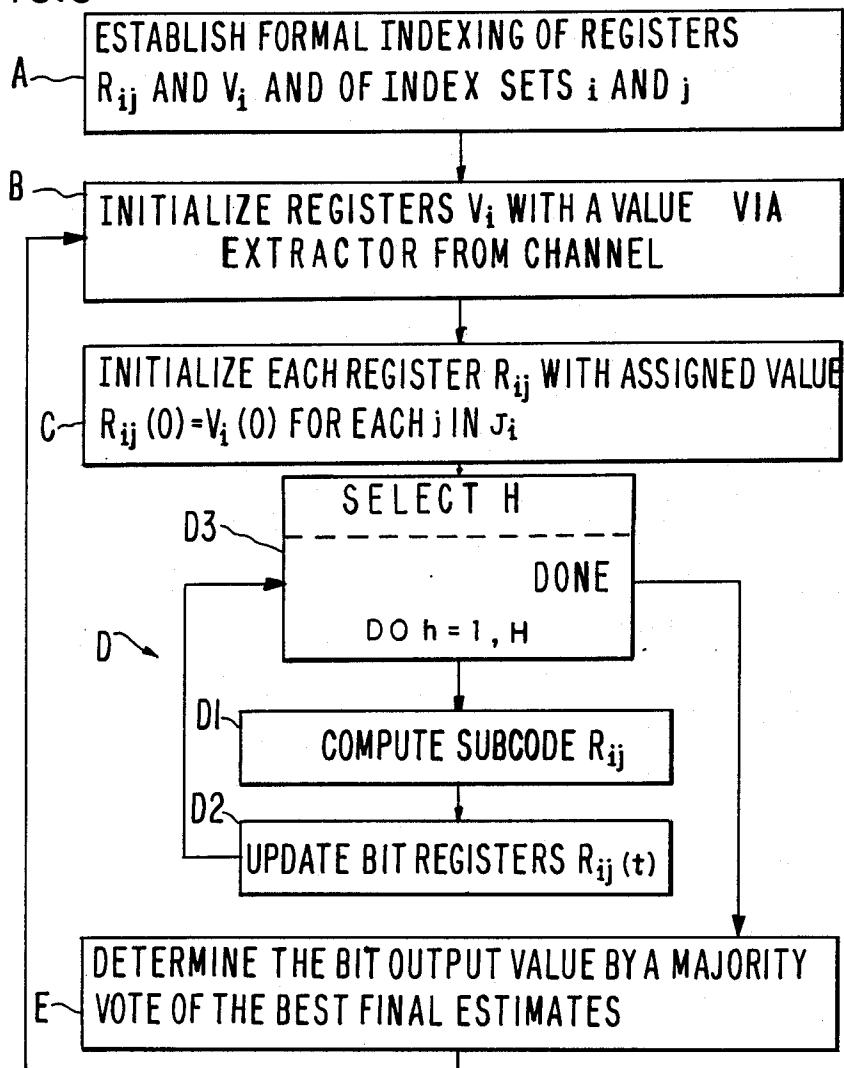 A
ESTABLISH FORMAL INDEXING OF REGISTERS
Rij AND Vi AND OF INDEX SETS i AND j
B
INITIALIZE REGISTERS Vi WITH A VALUE VIA
EXTRACTOR FROM CHANNEL
C
INITIALIZE EACH REGISTER Rij WITH ASSIGNED VALUE
Rij (0)=Vi (0) FOR EACH j IN Ji
D3
SELECT H
DONE
DO h = 1, H
D
D1
COMPUTE SUBCODE Rij
D2
UPDATE BIT REGISTERS Rij (t)
E
DETERMINE THE BIT OUTPUT VALUE BY A MAJORITY
VOTE OF THE BEST FINAL ESTIMATES